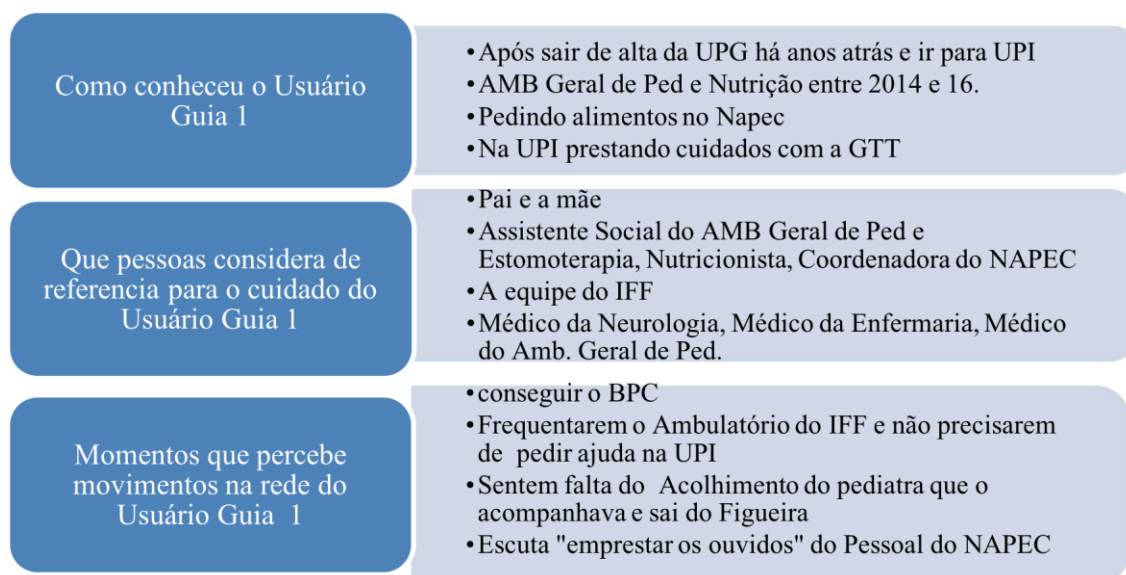 Como conheceu o Usuário
Guia 1
•Após sair de alta da UPG há anos atrás e ir para UPI
•AMB Geral de Ped e Nutrição entre 2014 e 16.
•Pedindo alimentos no Napec
•Na UPI prestando cuidados com a GTT
Que pessoas considera de
referencia para o cuidado do
Usuário Guia 1
•Pai e a mãe
•Assistente Social do AMB Geral de Ped e
Estomoterapia, Nutricionista, Coordenadora do NAPEC
•A equipe do IFF
•Médico da Neurologia, Médico da Enfermaria, Médico
do Amb. Geral de Ped.
Momentos que percebe
movimentos na rede do
Usuário Guia 1
•conseguir o BPC
•Frequentarem o Ambulatório do IFF e não precisarem
de pedir ajuda na UPI
•Sentem falta do Acolhimento do pediatra que o
acompanhava e sai do Figueira
•Escuta "emprestar os ouvidos" do Pessoal do NAPEC